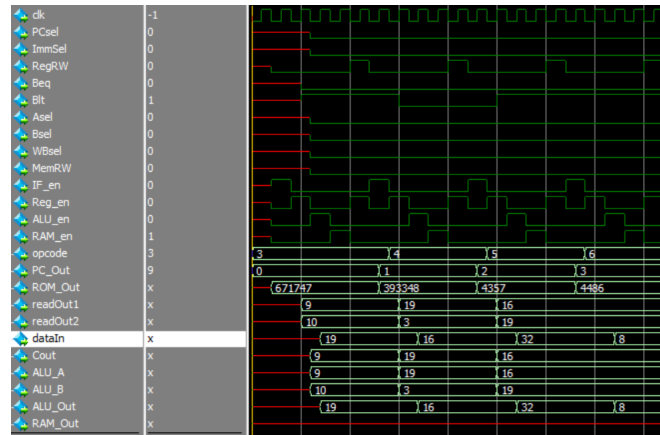 clk -1
PCsel 0
ImmSel 0
RegRW 0
Beq 0
Blt 1
Asel 0
Bsel 0
WBsel 0
MemRW 0
IF_en 0
Reg_en 0
ALU_en 0
RAM_en 1
opcode 3 3 4 5 6
PC_Out 9 0 1 2 3
ROM_Out x 671747 393348 4357 4486
readOut1 x 9 19 16
readOut2 x 10 3 19
dataIn x 19 16 32 8
Cout x 9 19 16
ALU_A x 9 19 16
ALU_B x 10 3 19
ALU_Out x 19 16 32 8
RAM_Out x